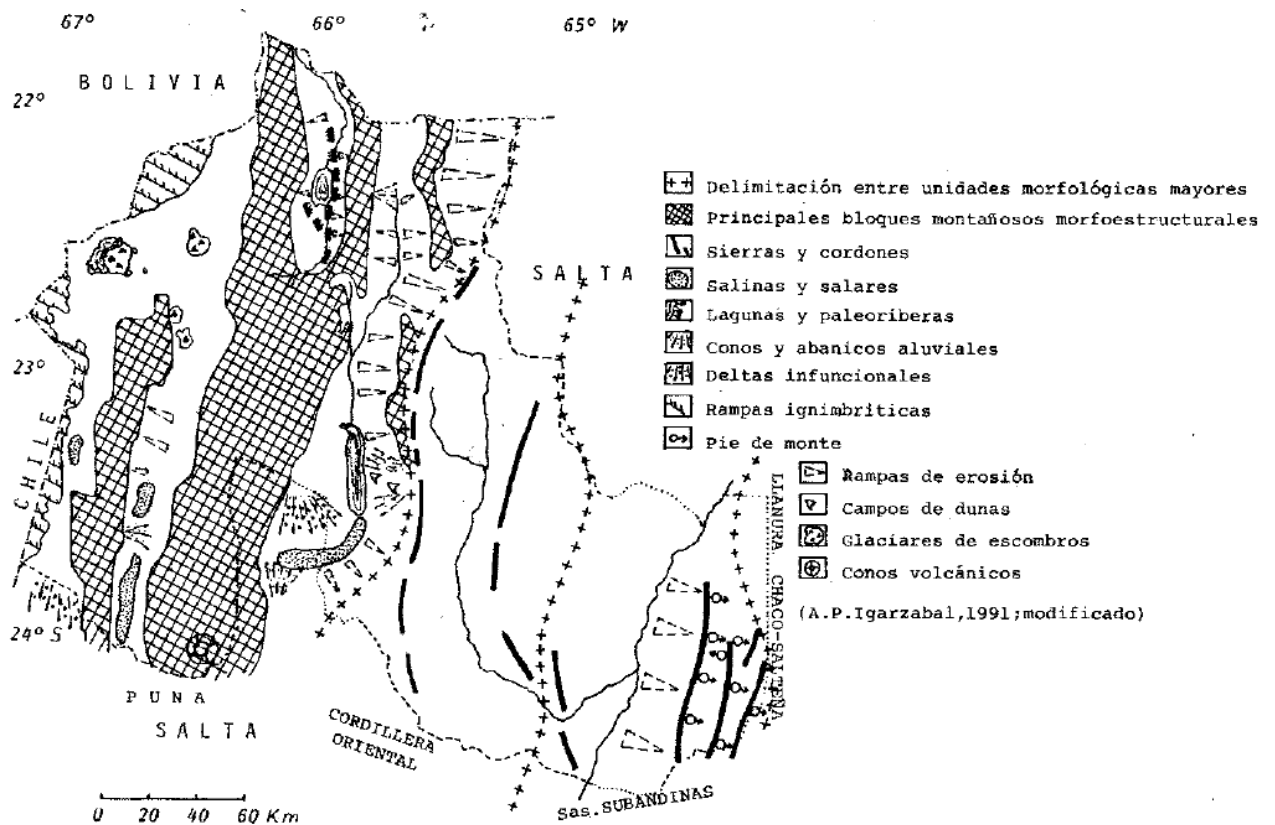 67°
66°
65° W
BOLIVIA
22°
SALTA
23°
CHILE
24° S
PUNA
SALTA
CORDILLERA
ORIENTAL
Sas. SUBANDINAS
LLANURA CHACO-SALTEÑA
0 20 40 60 Km
Delimitación entre unidades morfológicas mayores
Principales bloques montañosos morfoestructurales
Sierras y cordones
Salinas y salares
Lagunas y paleoriberas
Conos y abanicos aluviales
Deltas infuncionales
Rampas ignimbríticas
Pie de monte
Rampas de erosión
Campos de dunas
Glaciares de escombros
Conos volcánicos
(A.P.Igarzabal,1991;modificado)